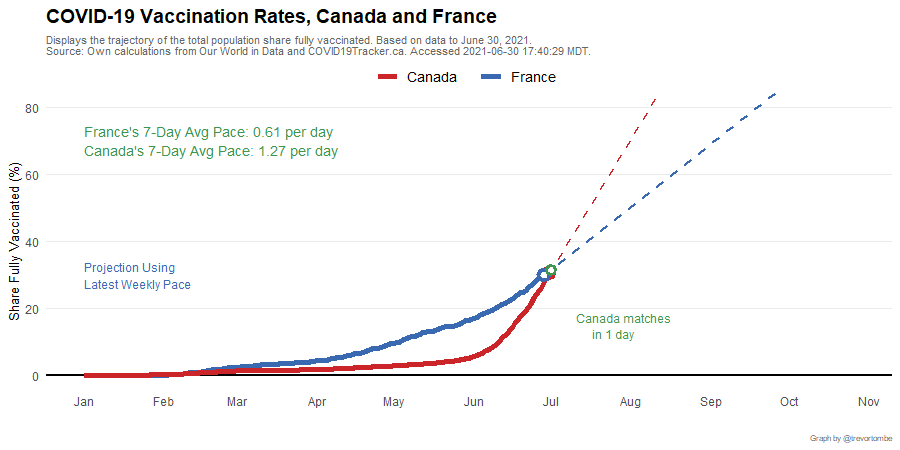 COVID-19 Vaccination Rates, Canada and France
Displays the trajectory of the total population share fully vaccinated. Based on data to June 30, 2021.
Source: Own calculations from Our World in Data and COVID19Tracker.ca. Accessed 2021-06-30 17:40:29 MDT.
Canada France
France's 7-Day Avg Pace: 0.61 per day
Canada's 7-Day Avg Pace: 1.27 per day
Share Fully Vaccinated (%)
80
60
40
20
0
Projection Using
Latest Weekly Pace
Canada matches
in 1 day
Jan Feb Mar Apr May Jun Jul Aug Sep Oct Nov
Graph by @trevortombe